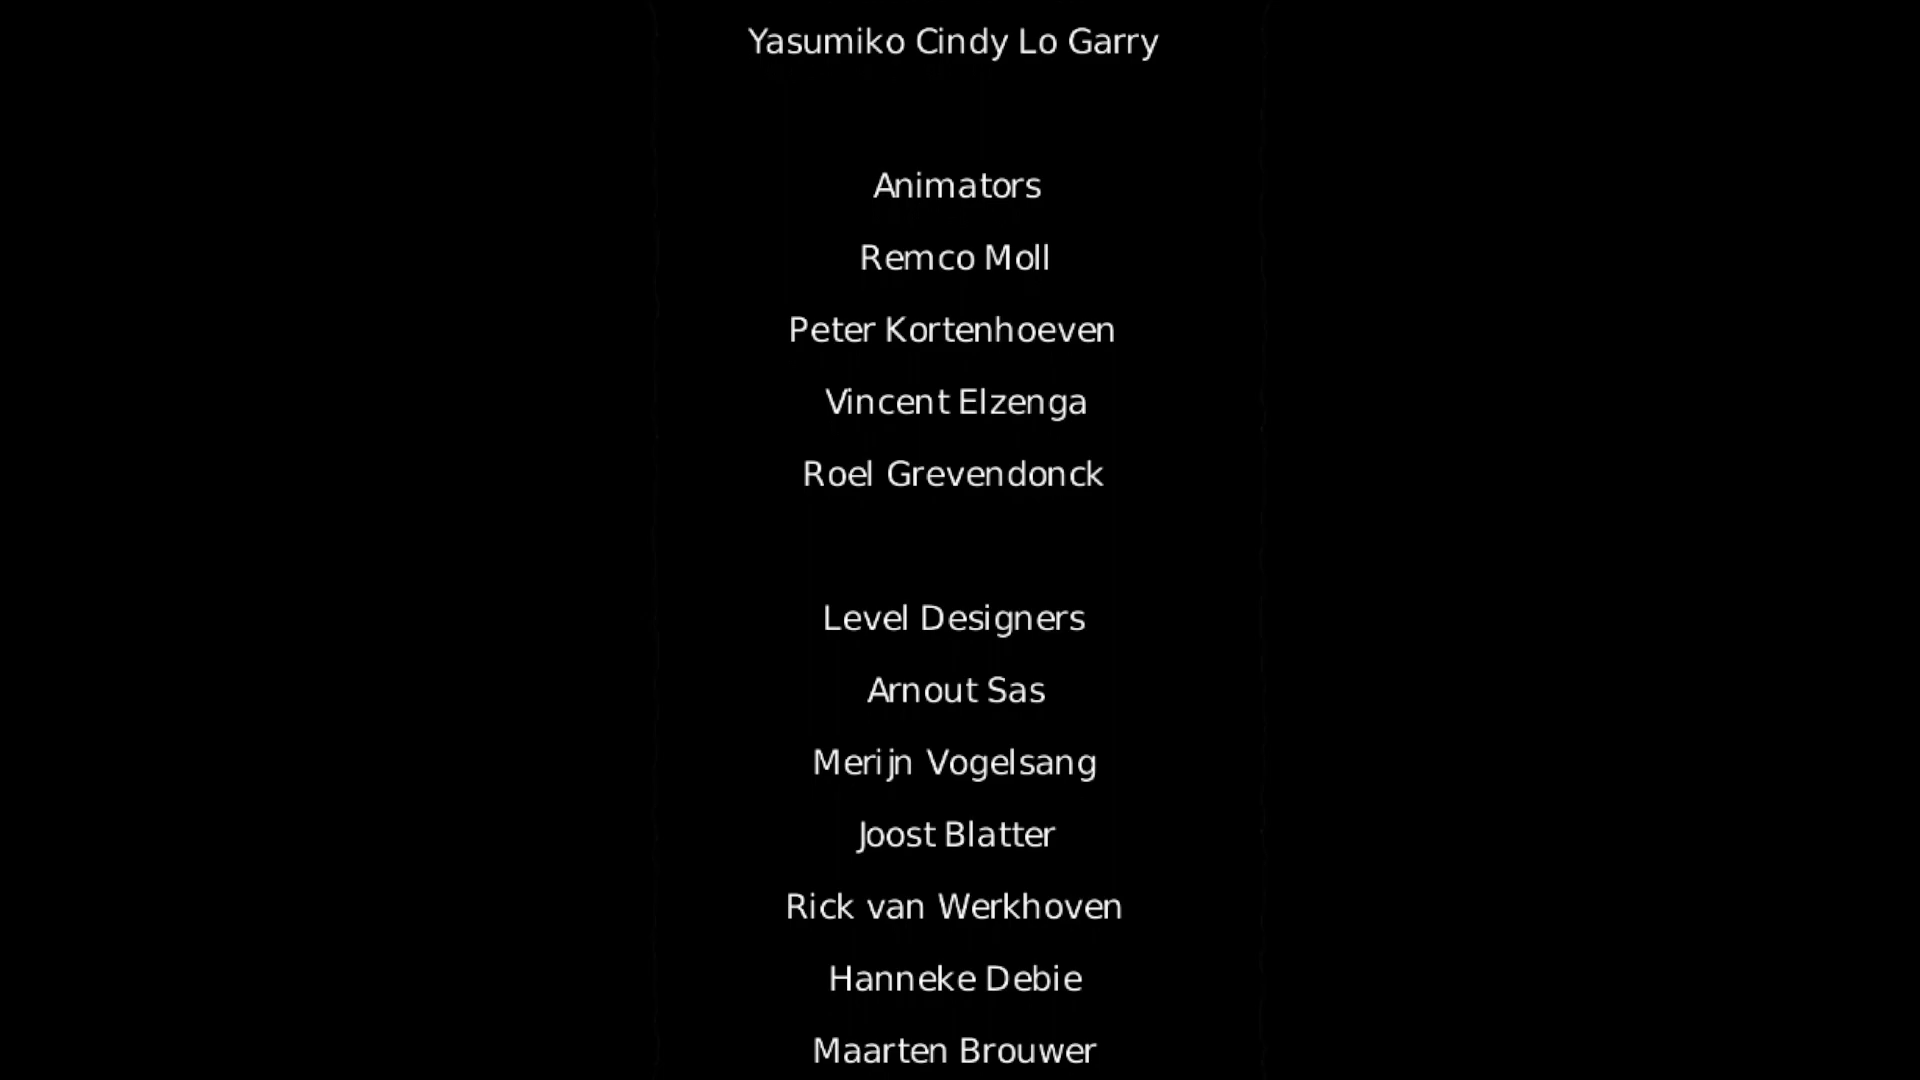 Yasumiko Cindy Lo Garry
Animators
Remco Moll
Peter Kortenhoeven
Vincent Elzenga
Roel Grevendonck
Level Designers
Arnout Sas
Merijn Vogelsang
Joost Blatter
Rick van Werkhoven
Hanneke Debie
Maarten Brouwer